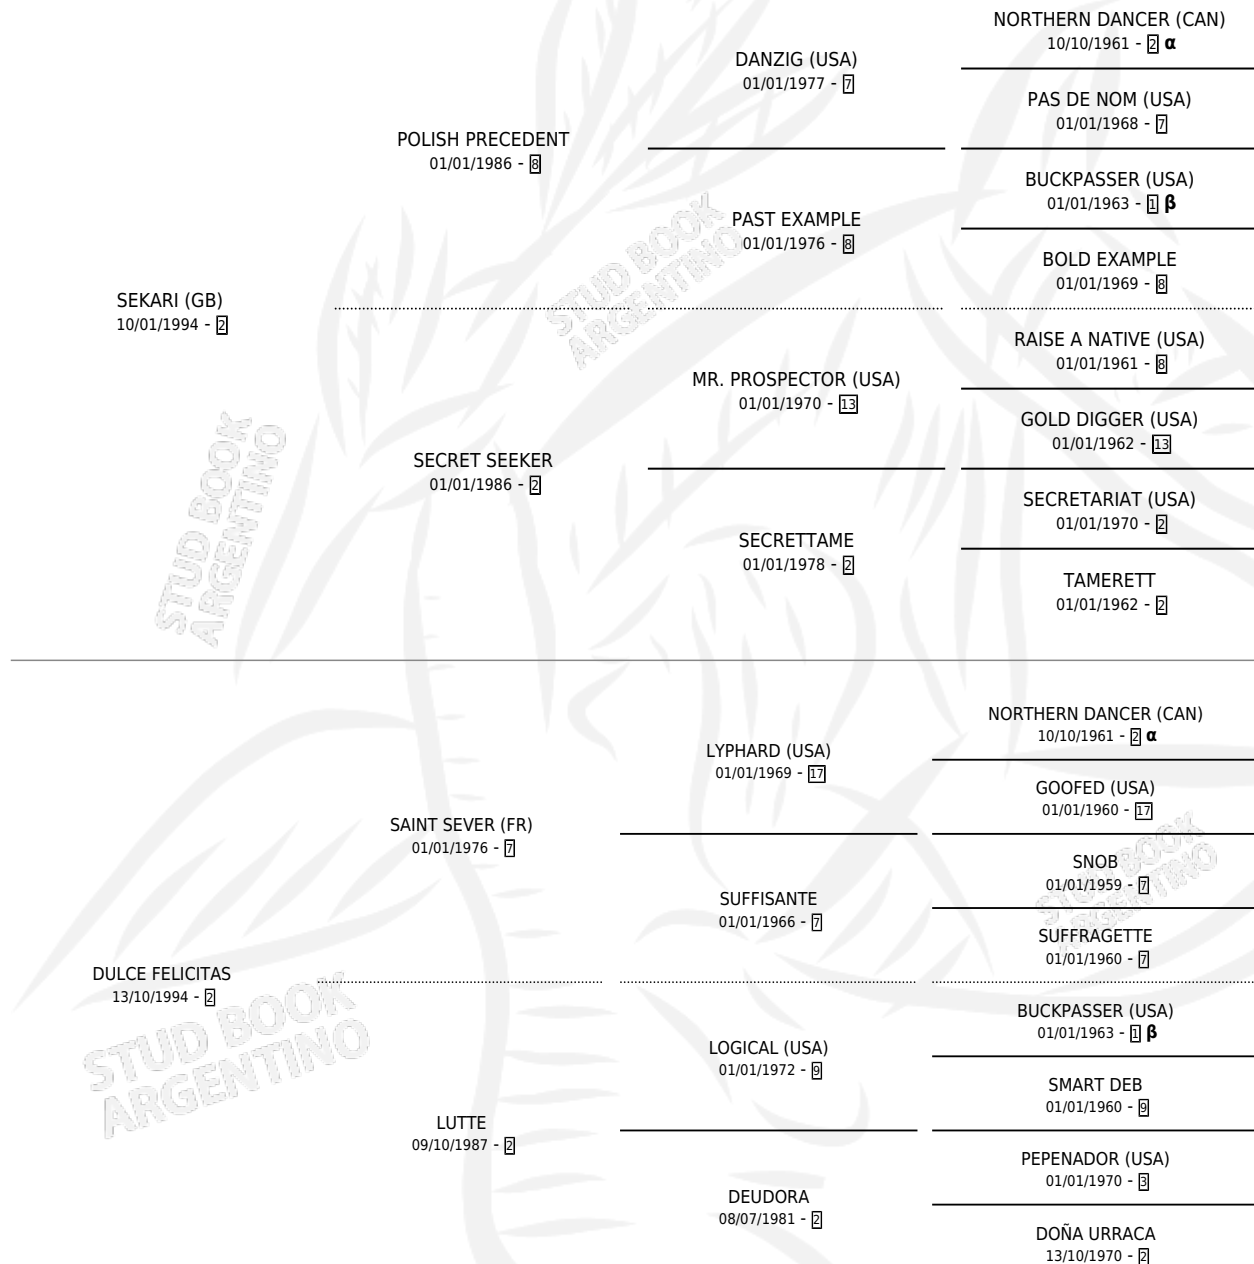 NORTHERN DANCER (CAN)
10/10/1961 - 2 α
DANZIG (USA)
01/01/1977 - 7
PAS DE NOM (USA)
01/01/1968 - 7
POLISH PRECEDENT
01/01/1986 - 8
BUCKPASSER (USA)
01/01/1963 - 1 β
PAST EXAMPLE
01/01/1976 - 8
BOLD EXAMPLE
01/01/1969 - 8
SEKARI (GB)
10/01/1994 - 2
RAISE A NATIVE (USA)
01/01/1961 - 8
MR. PROSPECTOR (USA)
01/01/1970 - 13
GOLD DIGGER (USA)
01/01/1962 - 13
SECRET SEEKER
01/01/1986 - 2
SECRETARIAT (USA)
01/01/1970 - 2
SECRETTAME
01/01/1978 - 2
TAMERETT
01/01/1962 - 2
NORTHERN DANCER (CAN)
10/10/1961 - 2 α
LYPHARD (USA)
01/01/1969 - 17
GOOFED (USA)
01/01/1960 - 17
SAINT SEVER (FR)
01/01/1976 - 7
SNOB
01/01/1959 - 7
SUFFISANTE
01/01/1966 - 7
SUFFRAGETTE
01/01/1960 - 7
DULCE FELICITAS
13/10/1994 - 2
BUCKPASSER (USA)
01/01/1963 - 1 β
LOGICAL (USA)
01/01/1972 - 9
SMART DEB
01/01/1960 - 9
LUTTE
09/10/1987 - 2
PEPENADOR (USA)
01/01/1970 - 3
DEUDORA
08/07/1981 - 2
DOÑA URRACA
13/10/1970 - 2
STUD BOOK
ARGENTINO
STUD BOOK
ARGENTINO
STUD BOOK
ARGENTINO
STUD BOOK
ARGENTINO